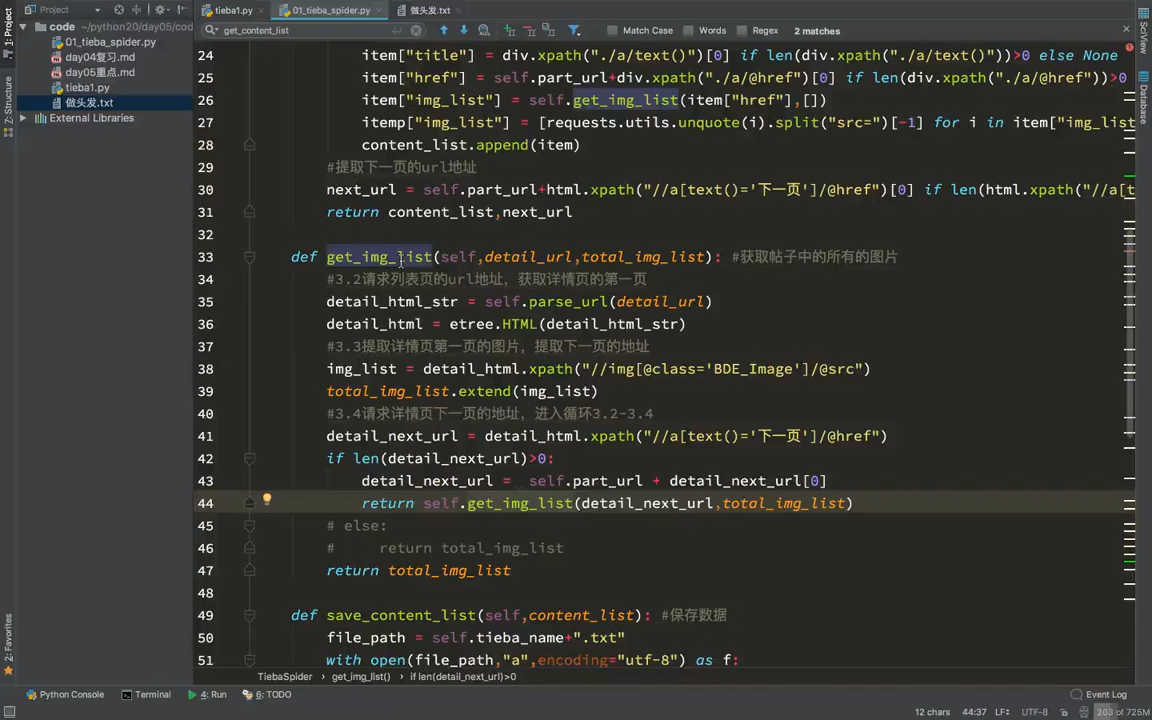 Project
tieba1.py
01_tieba_spider.py
做头发.txt
1: Project
Z: Structure
2: Favorites
SciView
Database
code ~/python20/day05/code
01_tieba_spider.py
day04复习.md
day05重点.md
tieba1.py
做头发.txt
External Libraries
get_content_list
Match Case
Words
Regex
2 matches
24 item["title"] = div.xpath("./a/text()")[0] if len(div.xpath("./a/text()"))>0 else None
25 item["href"] = self.part_url+div.xpath("./a/@href")[0] if len(div.xpath("./a/@href"))>0
26 item["img_list"] = self.get_img_list(item["href"],[])
27 itemp["img_list"] = [requests.utils.unquote(i).split("src=")[-1] for i in item["img_list
28 content_list.append(item)
29 #提取下一页的url地址
30 next_url = self.part_url+html.xpath("//a[text()='下一页']/@href")[0] if len(html.xpath("//a[t
31 return content_list,next_url
32
33 def get_img_list(self,detail_url,total_img_list): #获取帖子中的所有的图片
34 #3.2请求列表页的url地址，获取详情页的第一页
35 detail_html_str = self.parse_url(detail_url)
36 detail_html = etree.HTML(detail_html_str)
37 #3.3提取详情页第一页的图片，提取下一页的地址
38 img_list = detail_html.xpath("//img[@class='BDE_Image']/@src")
39 total_img_list.extend(img_list)
40 #3.4请求详情页下一页的地址，进入循环3.2-3.4
41 detail_next_url = detail_html.xpath("//a[text()='下一页']/@href")
42 if len(detail_next_url)>0:
43 detail_next_url =  self.part_url + detail_next_url[0]
44 return self.get_img_list(detail_next_url,total_img_list)
45 # else:
46 #     return total_img_list
47 return total_img_list
48
49 def save_content_list(self,content_list): #保存数据
50 file_path = self.tieba_name+".txt"
51 with open(file_path,"a",encoding="utf-8") as f:
TiebaSpider
get_img_list()
if len(detail_next_url)>0
Python Console
Terminal
4: Run
6: TODO
Event Log
12 chars
44:37
LF
UTF-8
203 of 725M